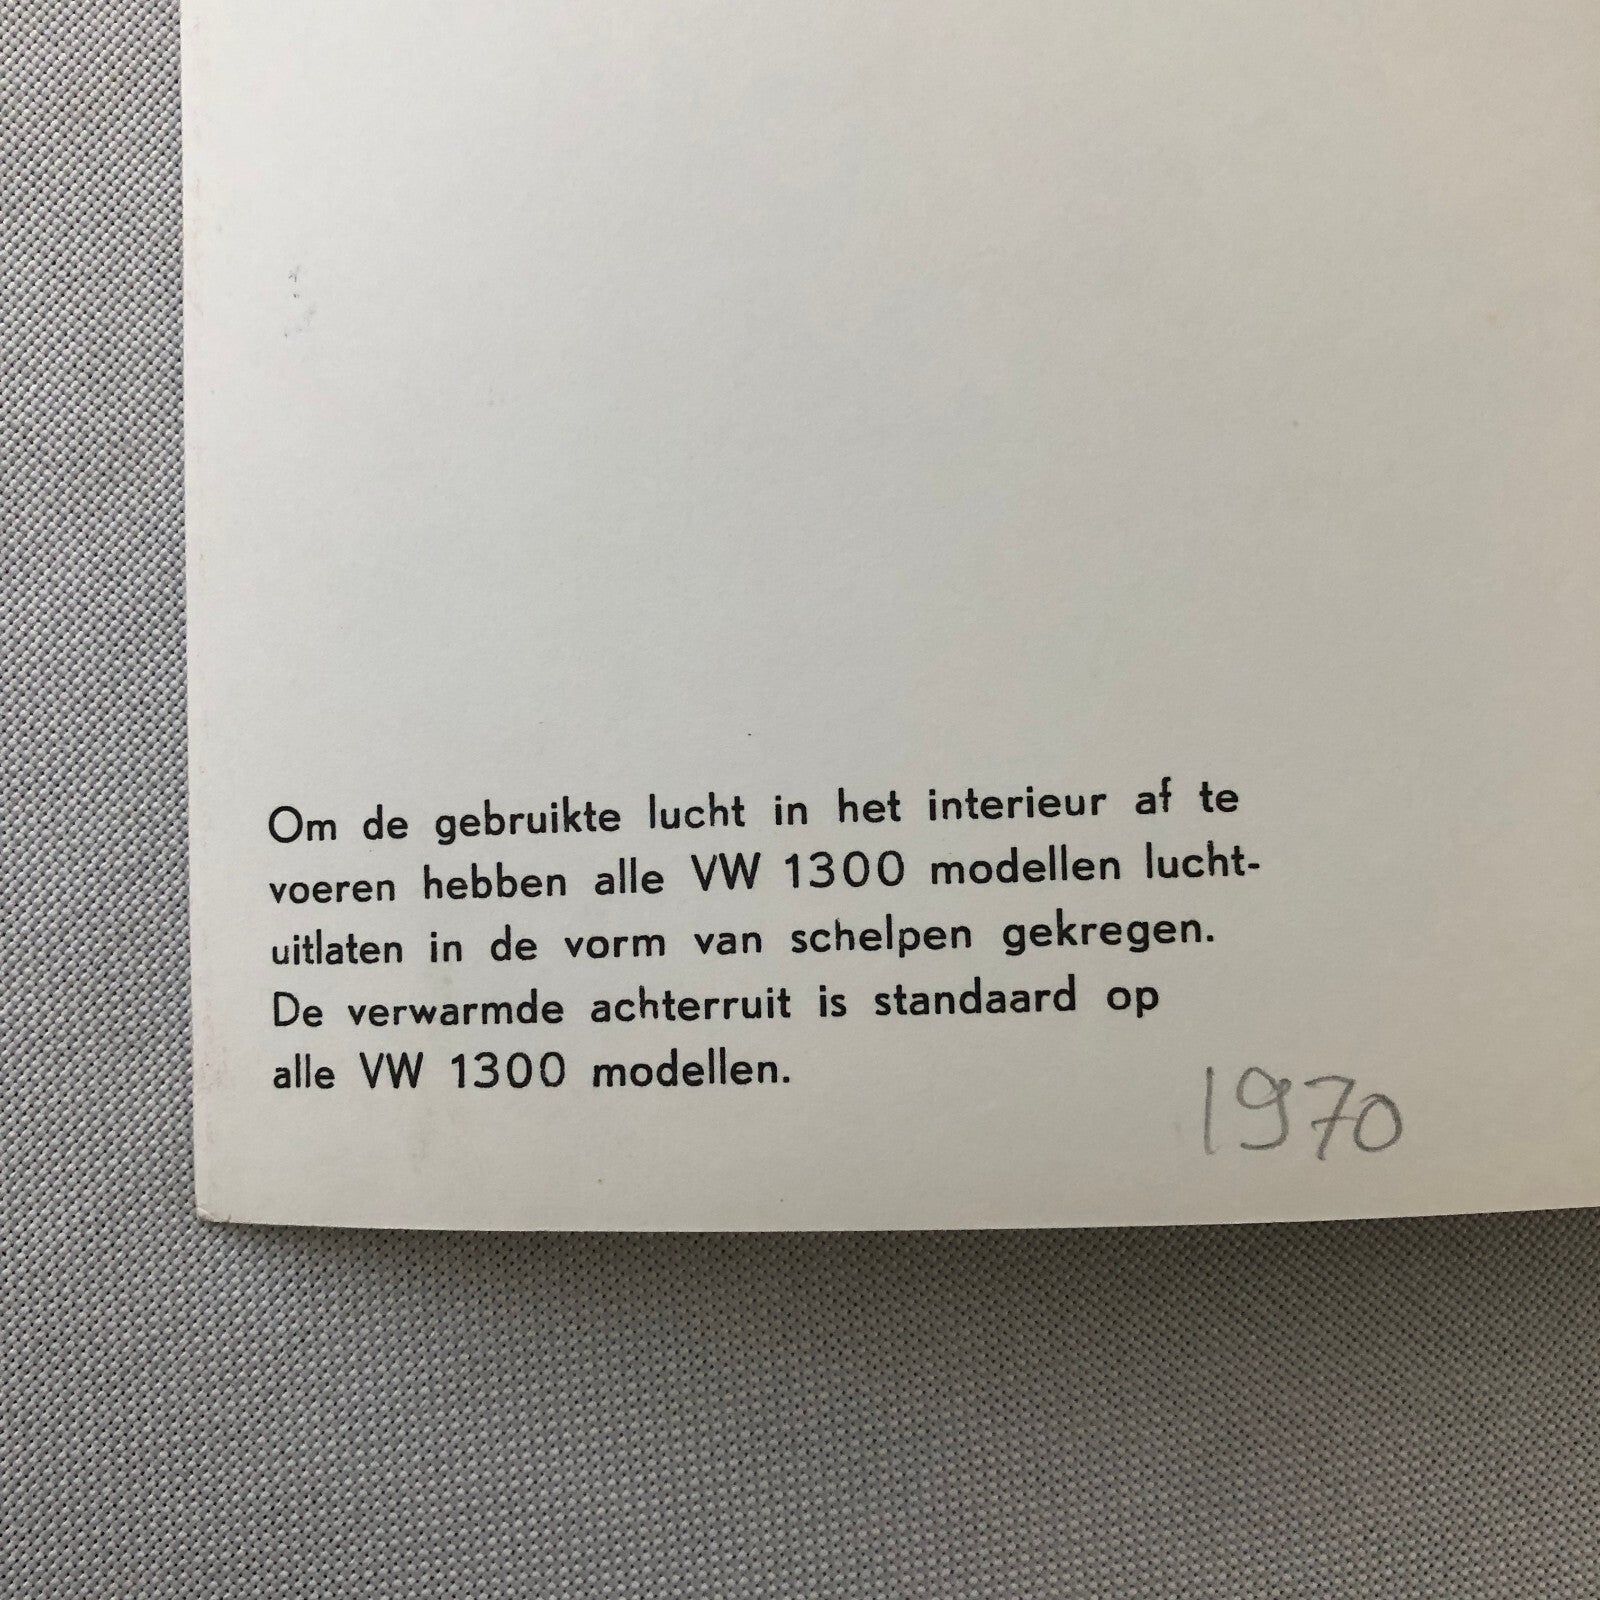 Om de gebruikte lucht in het interieur af te
voeren hebben alle VW 1300 modellen lucht-
uitlaten in de vorm van schelpen gekregen.
De verwarmde achterruit is standaard op
alle VW 1300 modellen.
1970